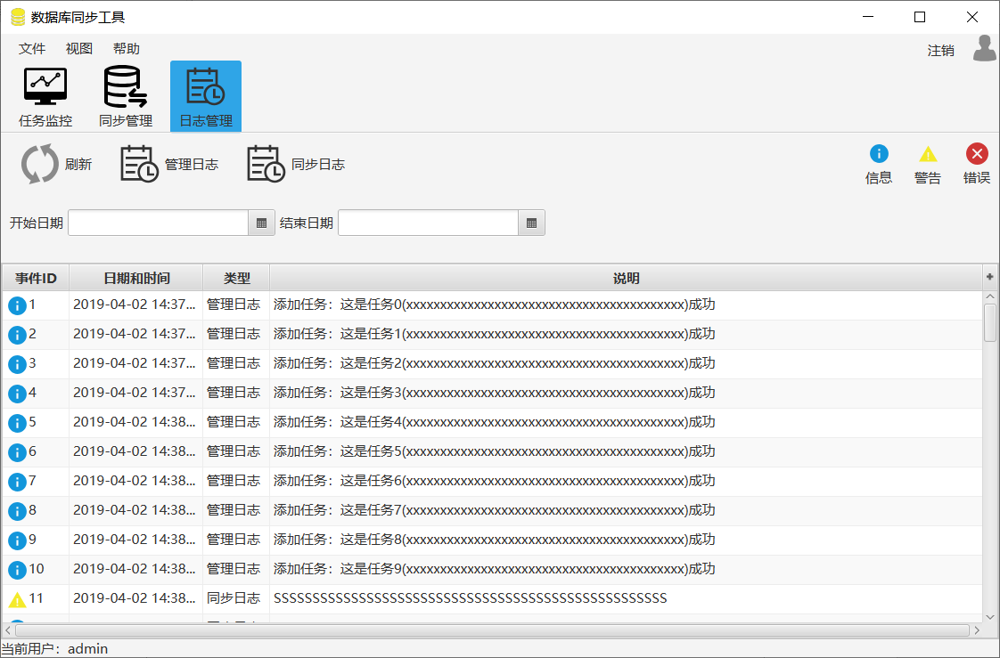 数据库同步工具
文件 视图 帮助 注销
任务监控 同步管理 日志管理
刷新 管理日志 同步日志 信息 警告 错误
开始日期 结束日期
事件ID 日期和时间 类型 说明
1 2019-04-02 14:37... 管理日志 添加任务：这是任务0(xxxxxxxxxxxxxxxxxxxxxxxxxxxxxxxxxxxxxxxxx)成功
2 2019-04-02 14:37... 管理日志 添加任务：这是任务1(xxxxxxxxxxxxxxxxxxxxxxxxxxxxxxxxxxxxxxxxx)成功
3 2019-04-02 14:37... 管理日志 添加任务：这是任务2(xxxxxxxxxxxxxxxxxxxxxxxxxxxxxxxxxxxxxxxxx)成功
4 2019-04-02 14:37... 管理日志 添加任务：这是任务3(xxxxxxxxxxxxxxxxxxxxxxxxxxxxxxxxxxxxxxxxx)成功
5 2019-04-02 14:38... 管理日志 添加任务：这是任务4(xxxxxxxxxxxxxxxxxxxxxxxxxxxxxxxxxxxxxxxxx)成功
6 2019-04-02 14:38... 管理日志 添加任务：这是任务5(xxxxxxxxxxxxxxxxxxxxxxxxxxxxxxxxxxxxxxxxx)成功
7 2019-04-02 14:38... 管理日志 添加任务：这是任务6(xxxxxxxxxxxxxxxxxxxxxxxxxxxxxxxxxxxxxxxxx)成功
8 2019-04-02 14:38... 管理日志 添加任务：这是任务7(xxxxxxxxxxxxxxxxxxxxxxxxxxxxxxxxxxxxxxxxx)成功
9 2019-04-02 14:38... 管理日志 添加任务：这是任务8(xxxxxxxxxxxxxxxxxxxxxxxxxxxxxxxxxxxxxxxxx)成功
10 2019-04-02 14:38... 管理日志 添加任务：这是任务9(xxxxxxxxxxxxxxxxxxxxxxxxxxxxxxxxxxxxxxxxx)成功
11 2019-04-02 14:38... 同步日志 SSSSSSSSSSSSSSSSSSSSSSSSSSSSSSSSSSSSSSSSSSSSSSSSSSS
当前用户：admin